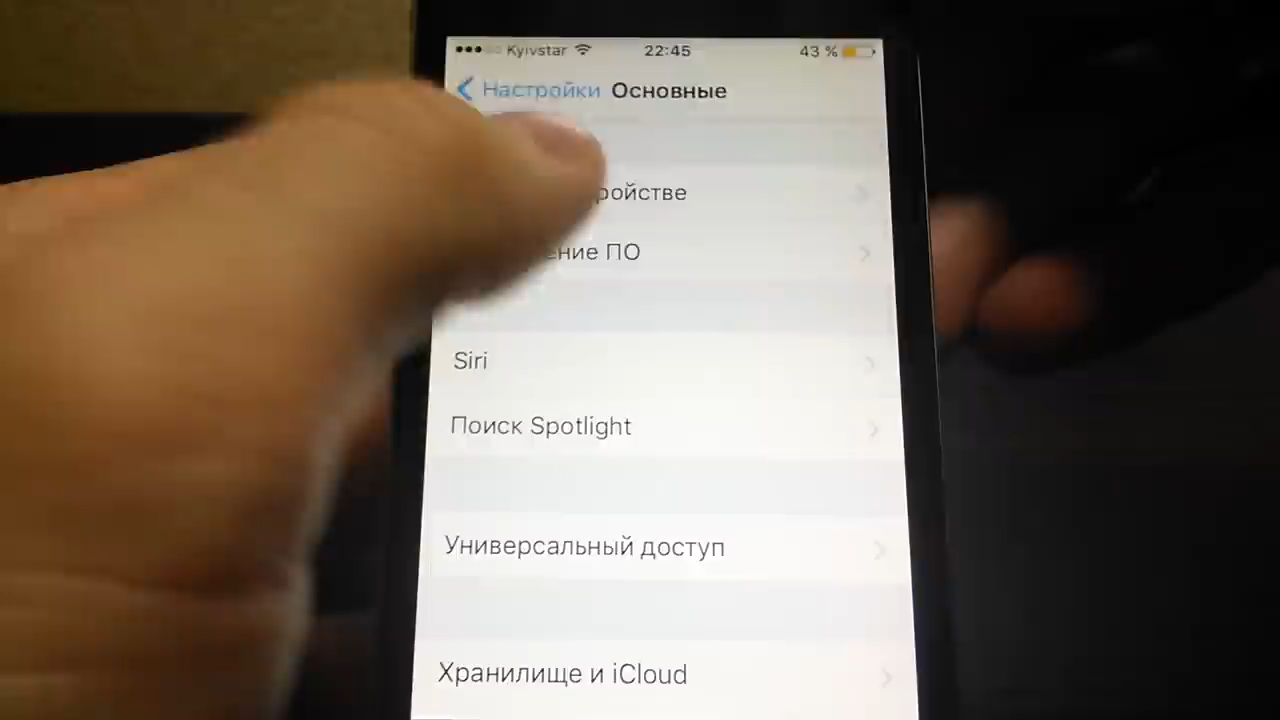 Kyivstar 22:45 43 %
Настройки Основные
ройстве
ение ПО
Siri
Поиск Spotlight
Универсальный доступ
Хранилище и iCloud